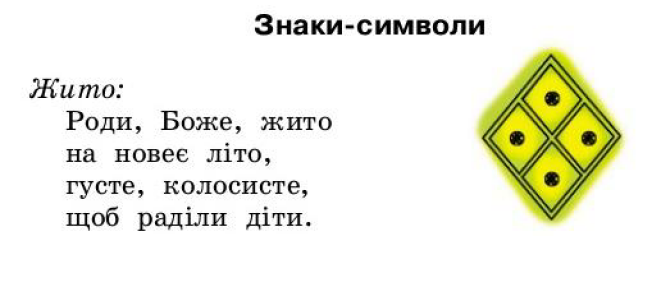 Знаки-символи
Жито:
Роди, Боже, жито
на новеє літо,
густе, колосисте,
щоб раділи діти.